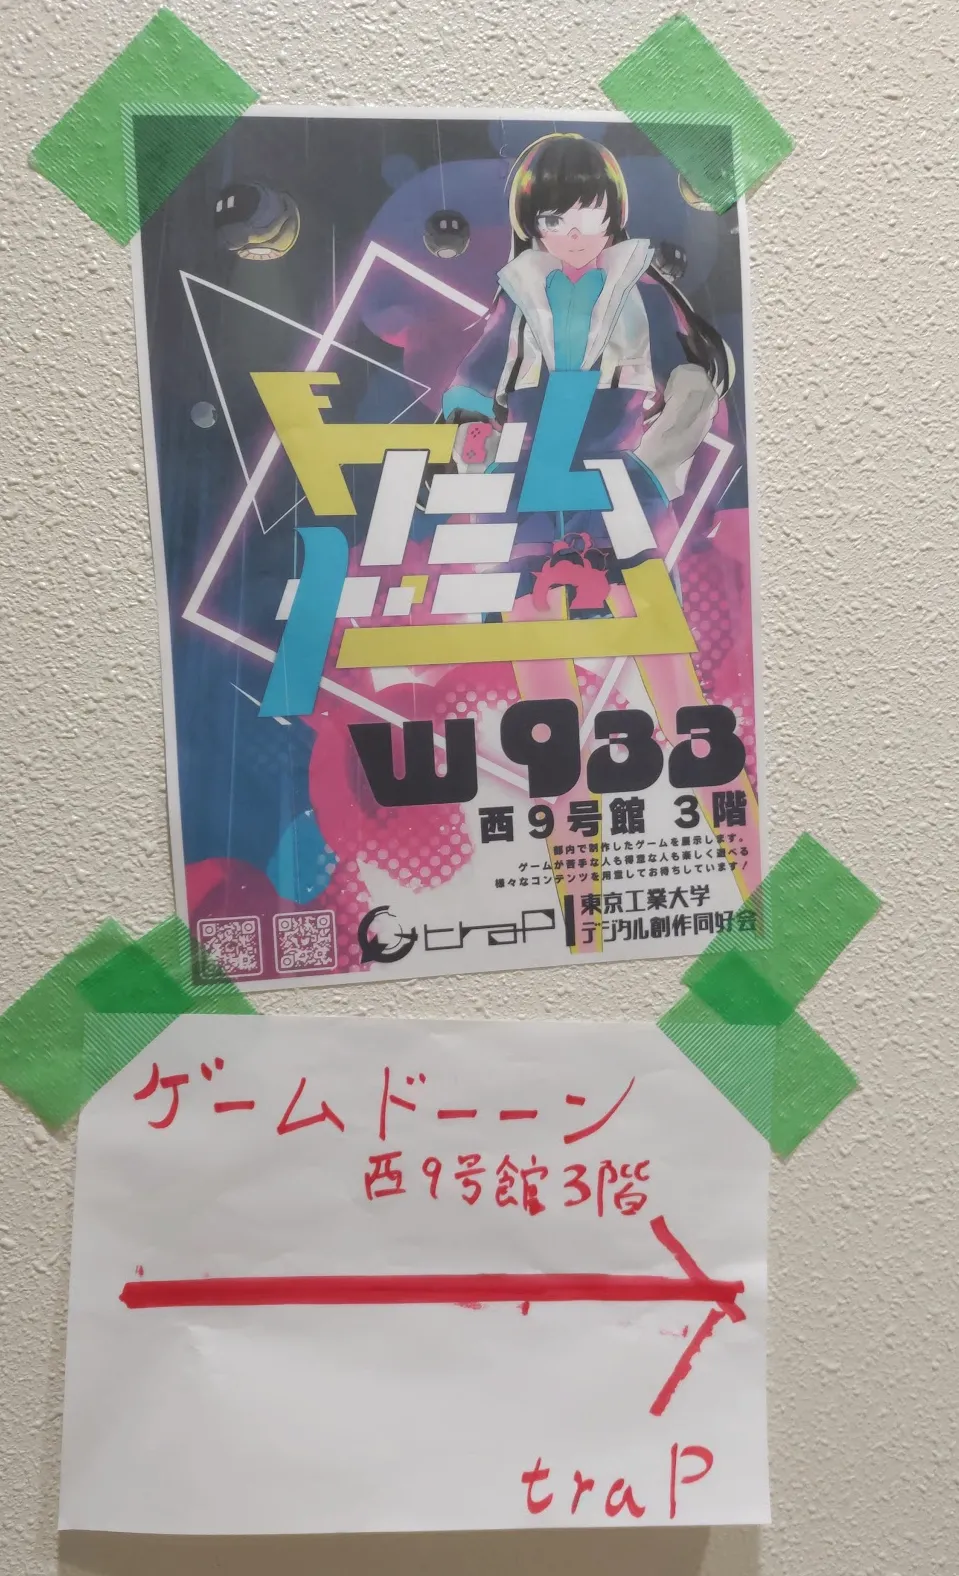 ゲームドーン
W933
西9号館 3階
部内で制作したゲームを展示します。
ゲームが苦手な人も得意な人も楽しく遊べる
様々なコンテンツを用意してお待ちしています!
traP
東京工業大学
デジタル創作同好会
ゲームドーーン
西9号館3階
traP